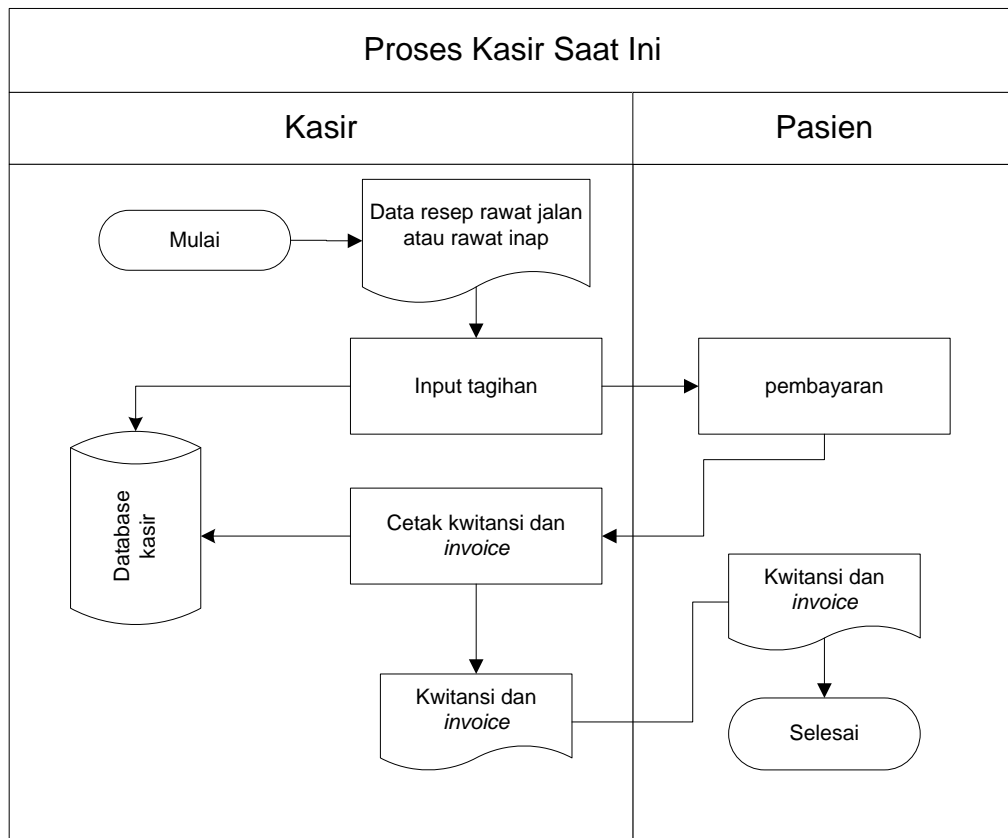 Proses Kasir Saat Ini
Kasir
Pasien
Mulai
Data resep rawat jalan
atau rawat inap
Input tagihan
pembayaran
Database
kasir
Cetak kwitansi dan
invoice
Kwitansi dan
invoice
Kwitansi dan
invoice
Selesai